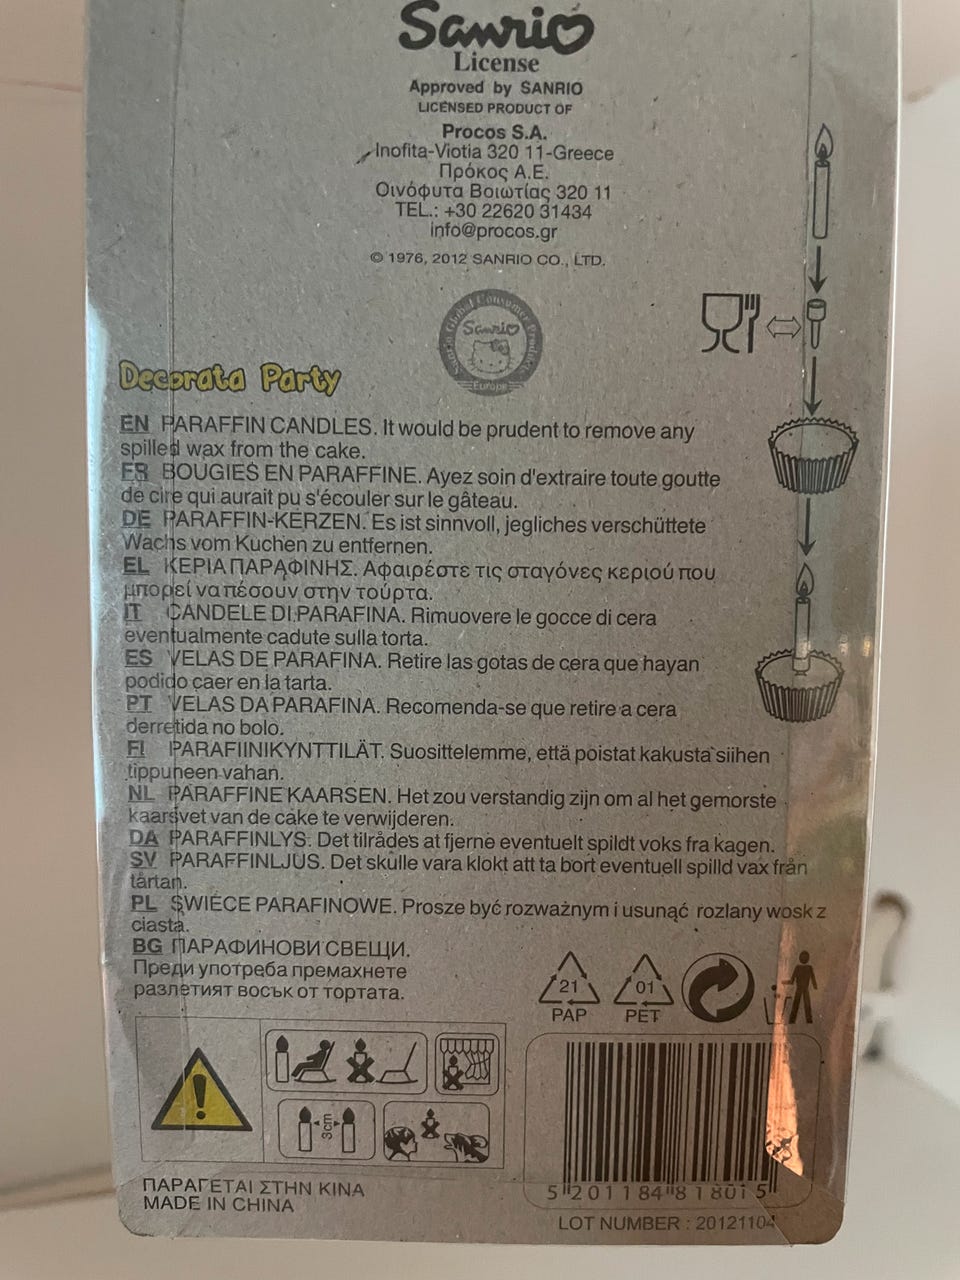 Sanrio
License
Approved by SANRIO
LICENSED PRODUCT OF
Procos S.A.
Inofita-Viotia 320 11-Greece
Πρόκος Α.Ε.
Οινόφυτα Βοιωτίας 320 11
TEL.: +30 22620 31434
info@procos.gr
© 1976, 2012 SANRIO CO., LTD.
Global Consumer
Sanrio
Europe
Decorata Party
EN PARAFFIN CANDLES. It would be prudent to remove any
spilled wax from the cake.
FR BOUGIES EN PARAFFINE. Ayez soin d'extraire toute goutte
de cire qui aurait pu s'écouler sur le gâteau.
DE PARAFFIN-KERZEN. Es ist sinnvoll, jegliches verschüttete
Wachs vom Kuchen zu entfernen.
EL ΚΕΡΙΑ ΠΑΡΑΦΙΝΗΣ. Αφαιρέστε τις σταγόνες κεριού που
μπορεί να πέσουν στην τούρτα.
IT CANDELE DI PARAFINA. Rimuovere le gocce di cera
eventualmente cadute sulla torta.
ES VELAS DE PARAFINA. Retire las gotas de cera que hayan
podido caer en la tarta.
PT VELAS DA PARAFINA. Recomenda-se que retire a cera
derretida no bolo.
FI PARAFIINIKYNTTILÄT. Suosittelemme, että poistat kakusta siihen
tippuneen vahan.
NL PARAFFINE KAARSEN. Het zou verstandig zijn om al het gemorste
kaarsvet van de cake te verwijderen.
DA PARAFFINLYS. Det tilrådes at fjerne eventuelt spildt voks fra kagen.
SV PARAFFINLJUS. Det skulle vara klokt att ta bort eventuell spilld vax från
tårtan.
PL ŚWIECE PARAFINOWE. Prosze być rozważnym i usunąć rozlany wosk z
ciasta.
BG ПАРАФИНОВИ СВЕЩИ.
Преди употреба премахнете
разлетият восък от тортата.
21
PAP
01
PET
3cm
ΠΑΡΑΓΕΤΑΙ ΣΤΗΝ ΚΙΝΑ
MADE IN CHINA
5 201184 818015
LOT NUMBER : 20121104